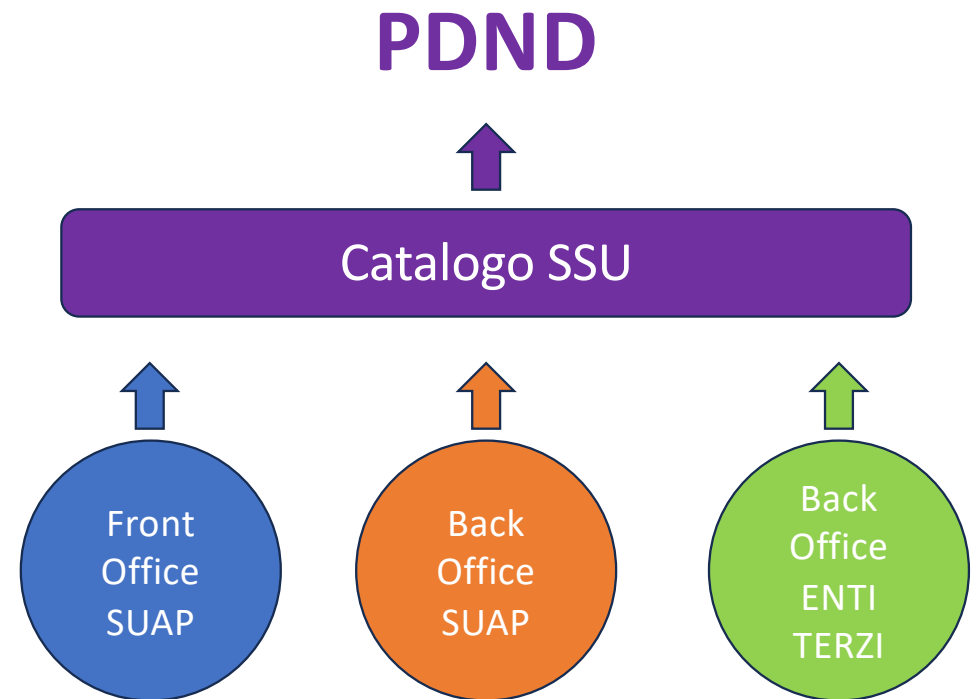 PDND
Catalogo SSU
Front
Office
SUAP
Back
Office
SUAP
Back
Office
ENTI
TERZI